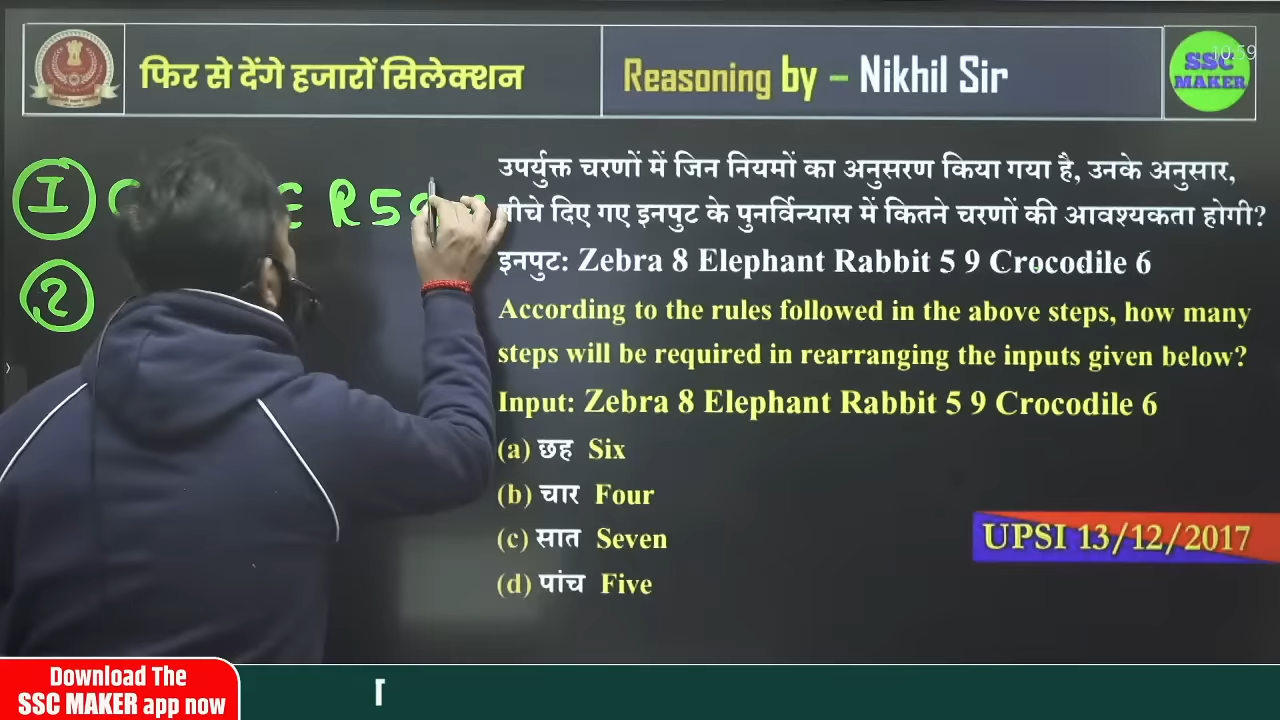 फिर से देंगे हजारों सिलेक्शन
Reasoning by – Nikhil Sir
SSC MAKER
10:59
I E R 5
2
उपर्युक्त चरणों में जिन नियमों का अनुसरण किया गया है, उनके अनुसार,
नीचे दिए गए इनपुट के पुनर्विन्यास में कितने चरणों की आवश्यकता होगी?
इनपुट: Zebra 8 Elephant Rabbit 5 9 Crocodile 6
According to the rules followed in the above steps, how many
steps will be required in rearranging the inputs given below?
Input: Zebra 8 Elephant Rabbit 5 9 Crocodile 6
(a) छह Six
(b) चार Four
(c) सात Seven
(d) पांच Five
UPSI 13/12/2017
Download The
SSC MAKER app now